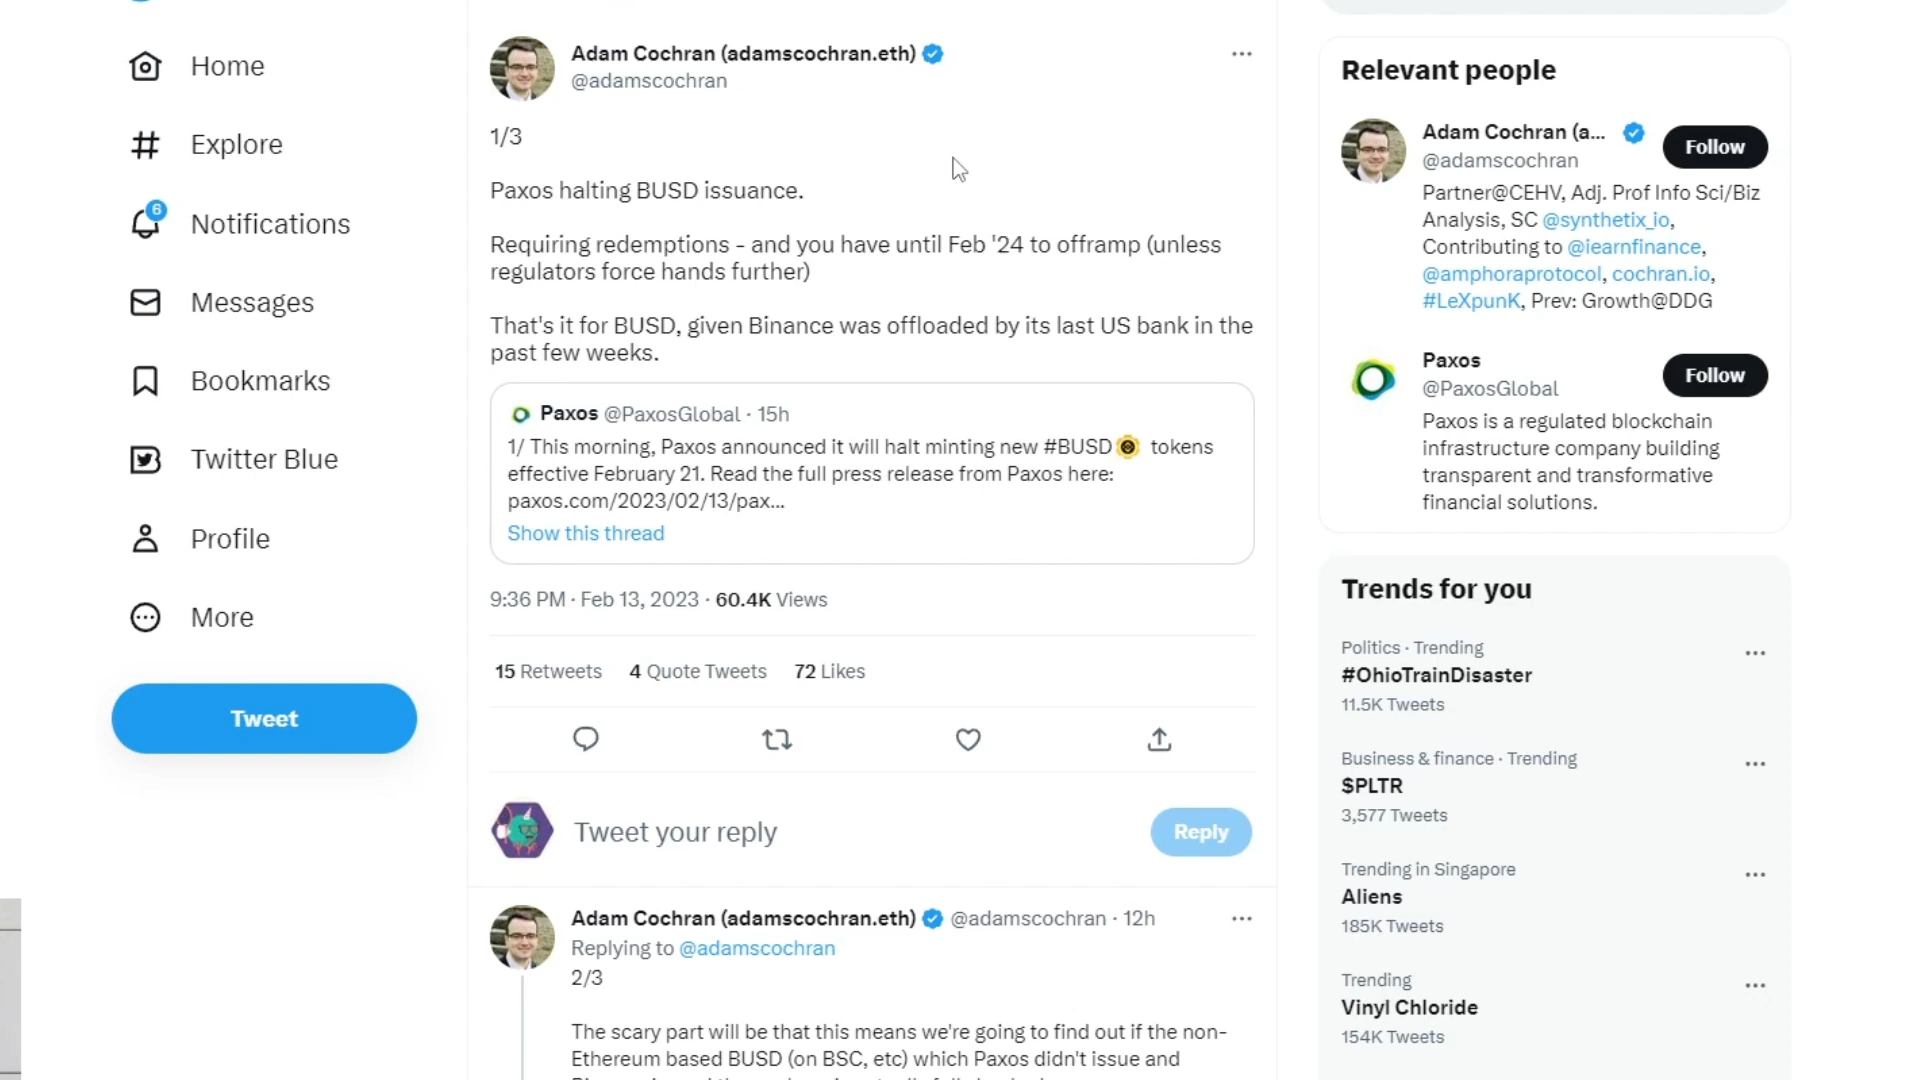 Home
Explore
6
Notifications
Messages
Bookmarks
Twitter Blue
Profile
More
Tweet
Adam Cochran (adamscochran.eth)
@adamscochran
1/3
Paxos halting BUSD issuance.
Requiring redemptions - and you have until Feb '24 to offramp (unless
regulators force hands further)
That's it for BUSD, given Binance was offloaded by its last US bank in the
past few weeks.
Paxos @PaxosGlobal · 15h
1/ This morning, Paxos announced it will halt minting new #BUSD tokens
effective February 21. Read the full press release from Paxos here:
paxos.com/2023/02/13/pax...
Show this thread
9:36 PM · Feb 13, 2023 · 60.4K Views
15 Retweets 4 Quote Tweets 72 Likes
Tweet your reply
Reply
Adam Cochran (adamscochran.eth) @adamscochran · 12h
Replying to @adamscochran
2/3
The scary part will be that this means we're going to find out if the non-
Ethereum based BUSD (on BSC, etc) which Paxos didn't issue and
Relevant people
Adam Cochran (a...
@adamscochran
Follow
Partner@CEHV, Adj. Prof Info Sci/Biz
Analysis, SC @synthetix_io,
Contributing to @iearnfinance,
@amphoraprotocol, cochran.io,
#LeXpunK, Prev: Growth@DDG
Paxos
@PaxosGlobal
Follow
Paxos is a regulated blockchain
infrastructure company building
transparent and transformative
financial solutions.
Trends for you
Politics · Trending
#OhioTrainDisaster
11.5K Tweets
Business & finance · Trending
$PLTR
3,577 Tweets
Trending in Singapore
Aliens
185K Tweets
Trending
Vinyl Chloride
154K Tweets